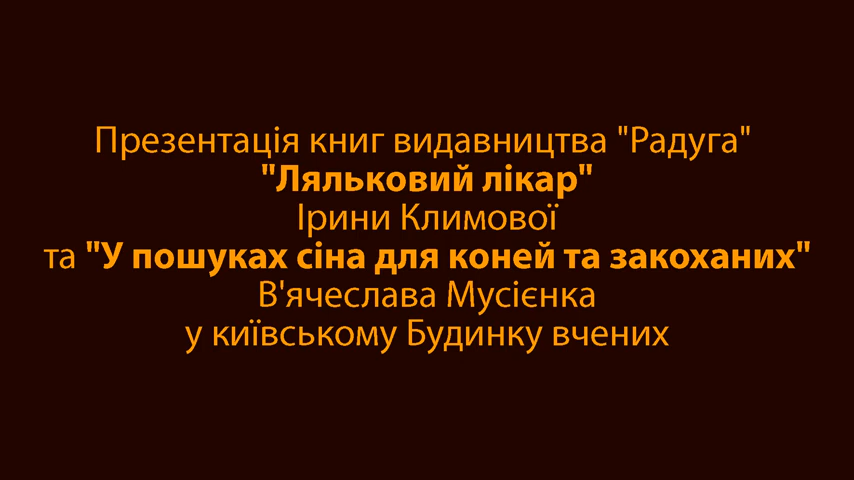 Презентація книг видавництва "Радуга"
"Ляльковий лікар"
Ірини Климової
та "У пошуках сіна для коней та закоханих"
В'ячеслава Мусієнка
у київському Будинку вчених